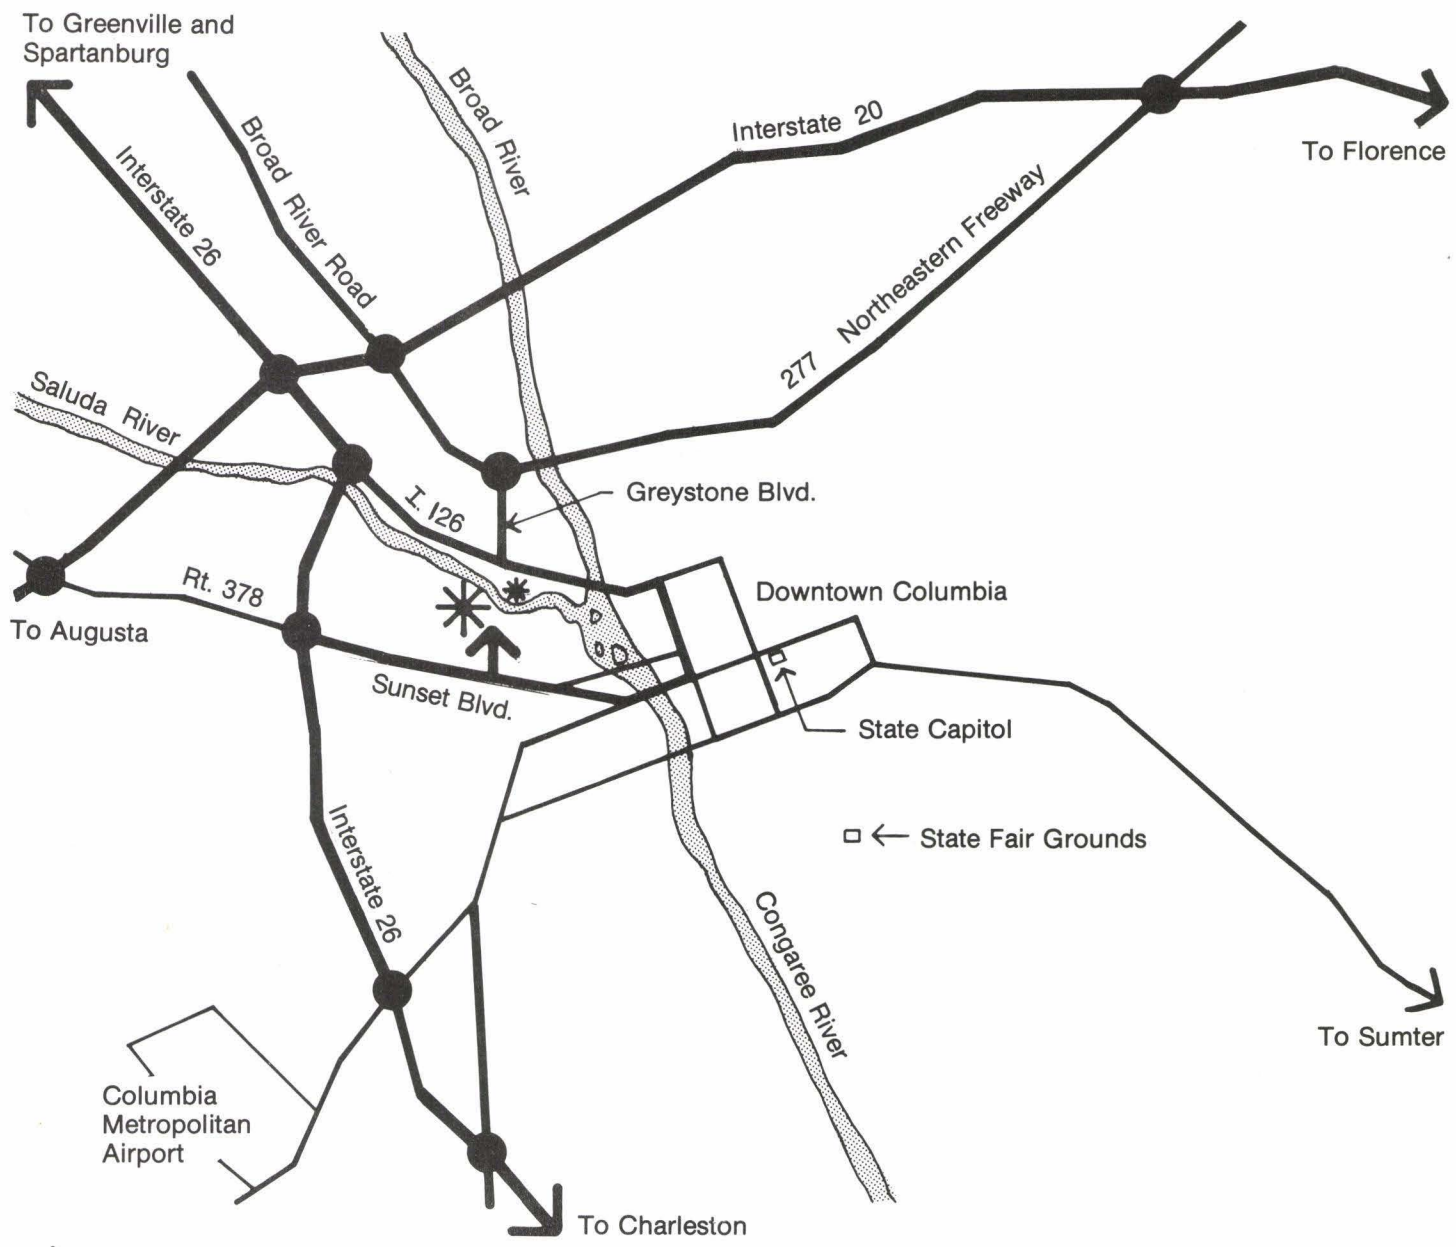 To Greenville and
Spartanburg
Interstate 26
Broad River Road
Broad River
Interstate 20
To Florence
277 Northeastern Freeway
Saluda River
I. 126
Greystone Blvd.
Rt. 378
Downtown Columbia
To Augusta
Sunset Blvd.
State Capitol
State Fair Grounds
Interstate 26
Congaree River
To Sumter
Columbia
Metropolitan
Airport
To Charleston